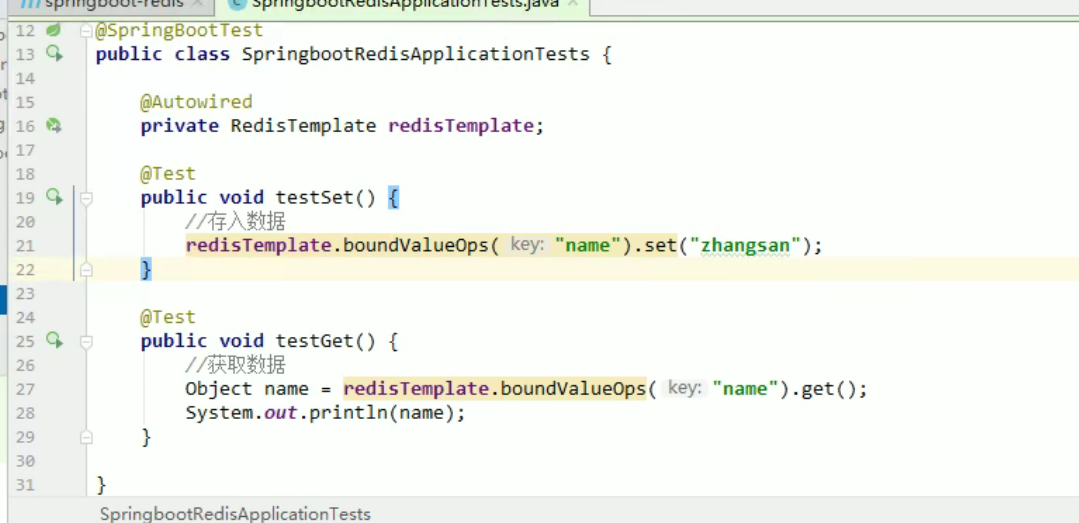 springboot-redis × SpringbootRedisApplicationTests.java ×
12 @SpringBootTest
13 public class SpringbootRedisApplicationTests {
14
15 @Autowired
16 private RedisTemplate redisTemplate;
17
18 @Test
19 public void testSet() {
20 //存入数据
21 redisTemplate.boundValueOps( key: "name").set("zhangsan");
22 }
23
24 @Test
25 public void testGet() {
26 //获取数据
27 Object name = redisTemplate.boundValueOps( key: "name").get();
28 System.out.println(name);
29 }
30
31 }
SpringbootRedisApplicationTests